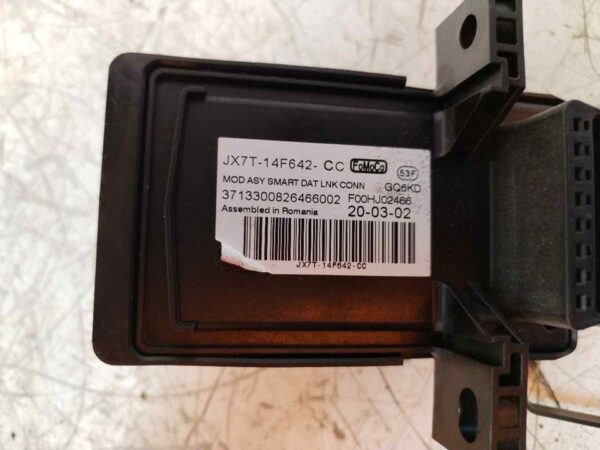 JX7T-14F642- CC FoMoCo 53F
MOD ASY SMART DAT LNK CONN GQ6KD
3713300826466002 F00HJ02466
Assembled in Romania 20-03-02
JX7T-14F642-CC